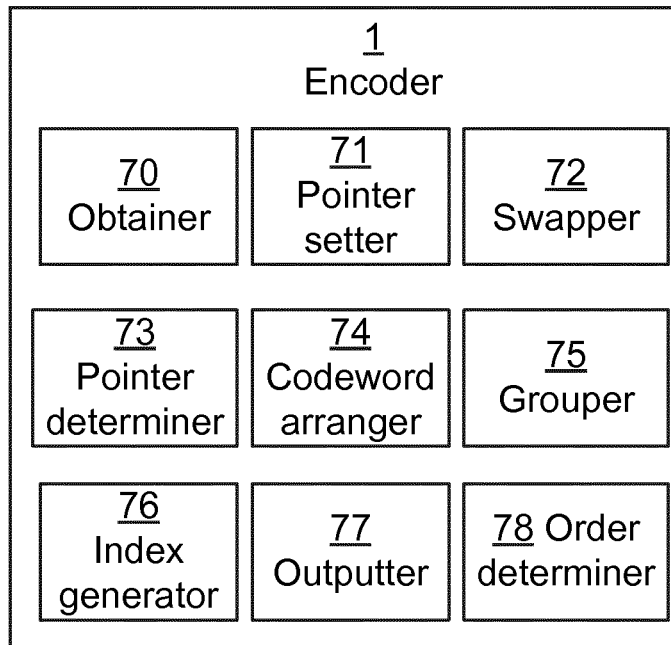 1
Encoder
70
Obtainer
71
Pointer
setter
72
Swapper
73
Pointer
determiner
74
Codeword
arranger
75
Grouper
76
Index
generator
77
Outputter
78 Order
determiner